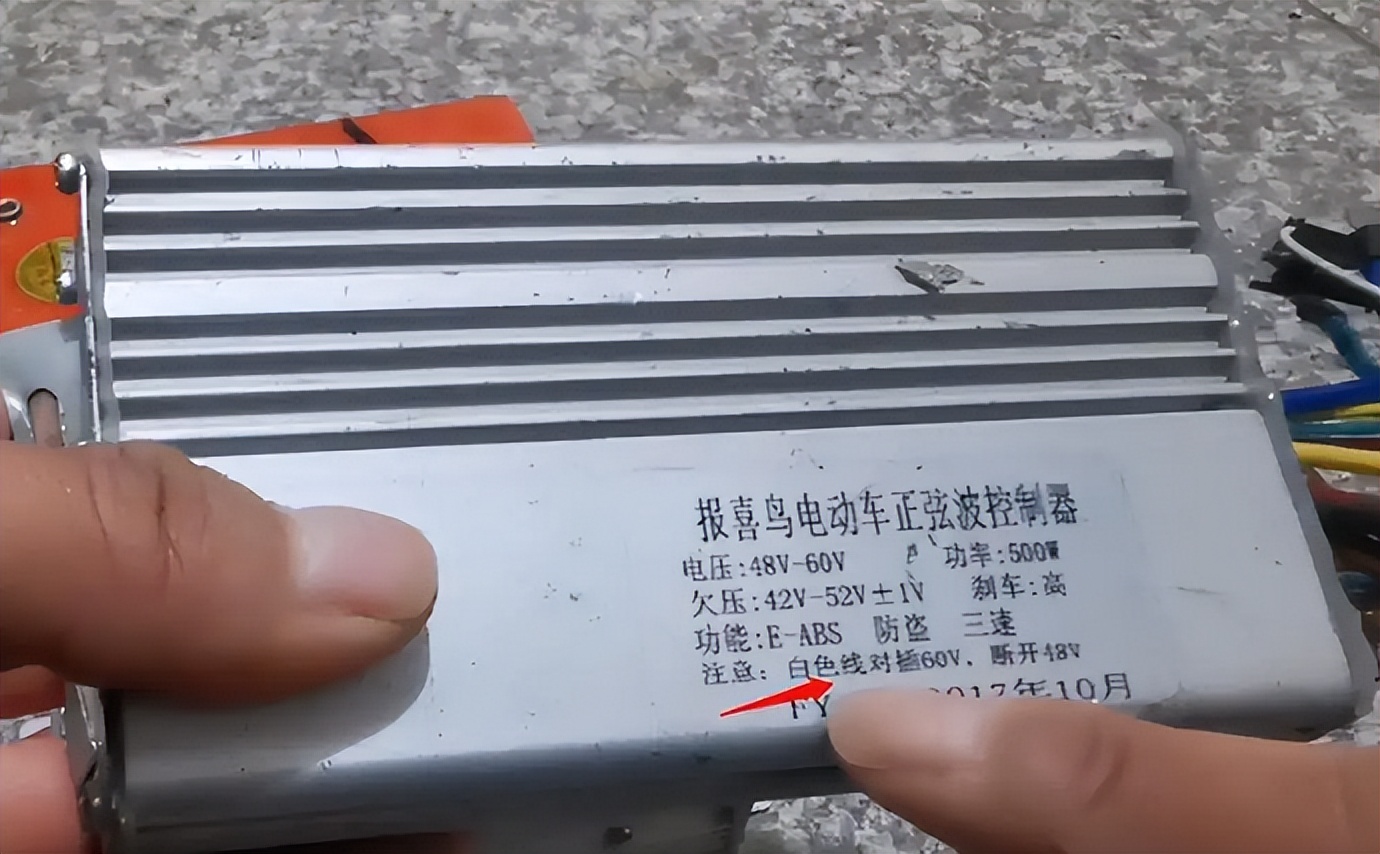 报喜鸟电动车正弦波控制器
电压:48V-60V 功率:500W
欠压:42V-52V±1V 刹车:高
功能:E-ABS 防盗 三速
注意: 白色线对插60V, 断开48V
FY 2017年10月